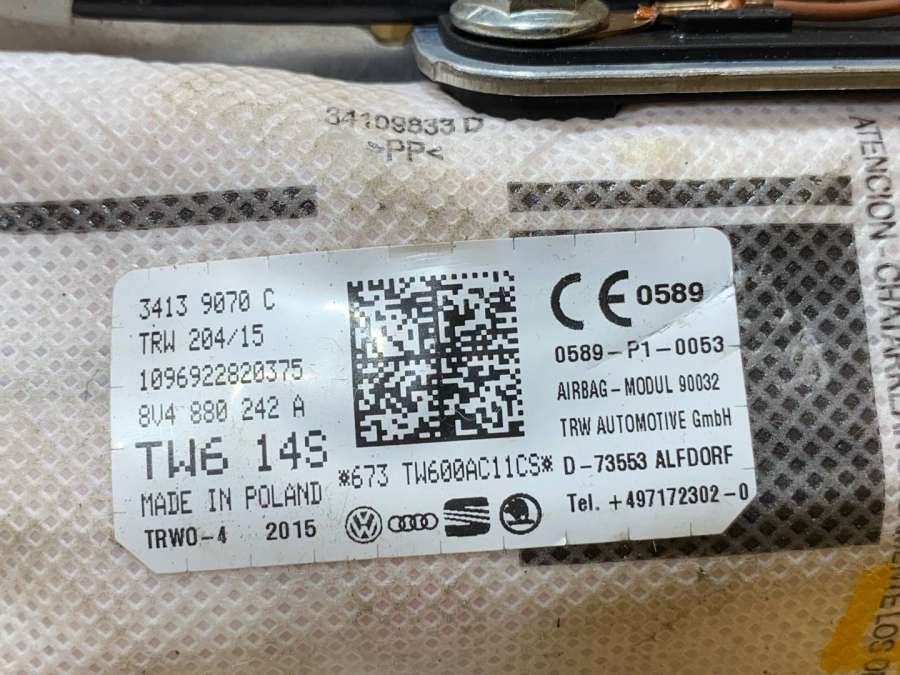 34109833 D
>PP<
3413 9070 C
TRW 204/15
1096922820375
8V4 880 242 A
TW6 14S
MADE IN POLAND
TRWO-4 2015
*673 TW600AC11CS*
CE 0589
0589-P1-0053
AIRBAG-MODUL 90032
TRW AUTOMOTIVE GmbH
D-73553 ALFDORF
Tel. +497172302-0
ATENCION